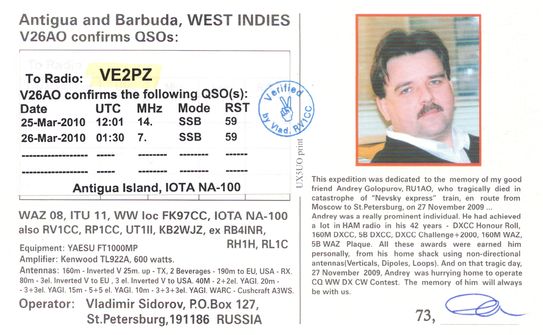 Antigua and Barbuda, WEST INDIES
V26AO confirms QSOs:
To Radio: VE2PZ
V26AO confirms the following QSO(s):
Date UTC MHz Mode RST
25-Mar-2010 12:01 14. SSB 59
26-Mar-2010 01:30 7. SSB 59
Antigua Island, IOTA NA-100
Verified
by Vlad, RV1CC
UX5UO print
WAZ 08, ITU 11, WW loc FK97CC, IOTA NA-100
also RV1CC, RP1CC, UT1II, KB2WJZ, ex RB4INR,
RH1H, RL1C
Equipment: YAESU FT1000MP
Amplifier: Kenwood TL922A, 600 watts.
Antennas: 160m - Inverted V 25m. up - TX, 2 Beverages - 190m to EU, USA - RX.
80m - 3el. Inverted V to EU , 3 el. Inverted V to USA. 40M - 2+2el. YAGI. 20m -
- 3+3el. YAGI. 15m - 5+5 el. YAGI. 10m - 3+3el. YAGI. WARC - Cushcraft A3WS.
Operator: Vladimir Sidorov, P.O.Box 127,
St.Petersburg,191186 RUSSIA
This expedition was dedicated to the memory of my good
friend Andrey Golopurov, RU1AO, who tragically died in
catastrophe of "Nevsky express" train, en route from
Moscow to St.Petersburg, on 27 November 2009 ...
Andrey was a really prominent individual. He had achieved
a lot in HAM radio in his 42 years - DXCC Honour Roll,
160M DXCC, 5B DXCC, DXCC Challenge+2000, 160M WAZ,
5B WAZ Plaque. All these awards were earned him
personally, from his home shack using non-directional
antennas(Verticals, Dipoles, Loops). And on that tragic day,
27 November 2009, Andrey was hurrying home to operate
CQ WW DX CW Contest. The memory of him will always
be with us.
73,